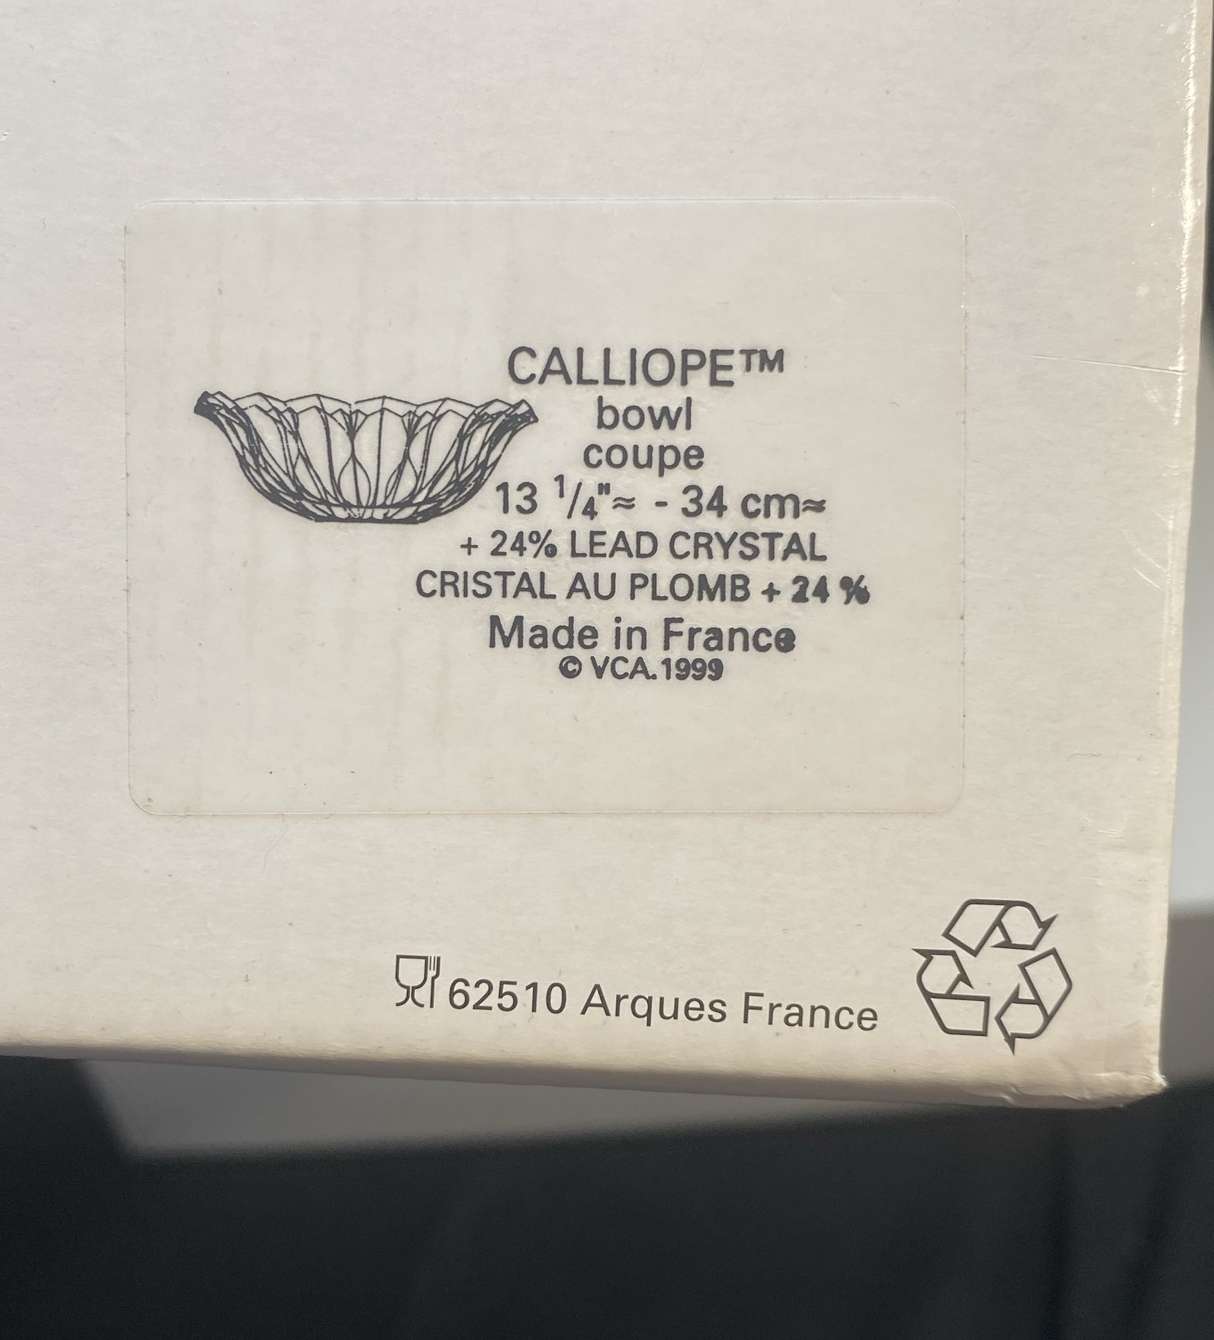 CALLIOPE™
bowl
coupe
13 1/4"≈ - 34 cm≈
+ 24% LEAD CRYSTAL
CRISTAL AU PLOMB + 24 %
Made in France
© VCA.1999
62510 Arques France